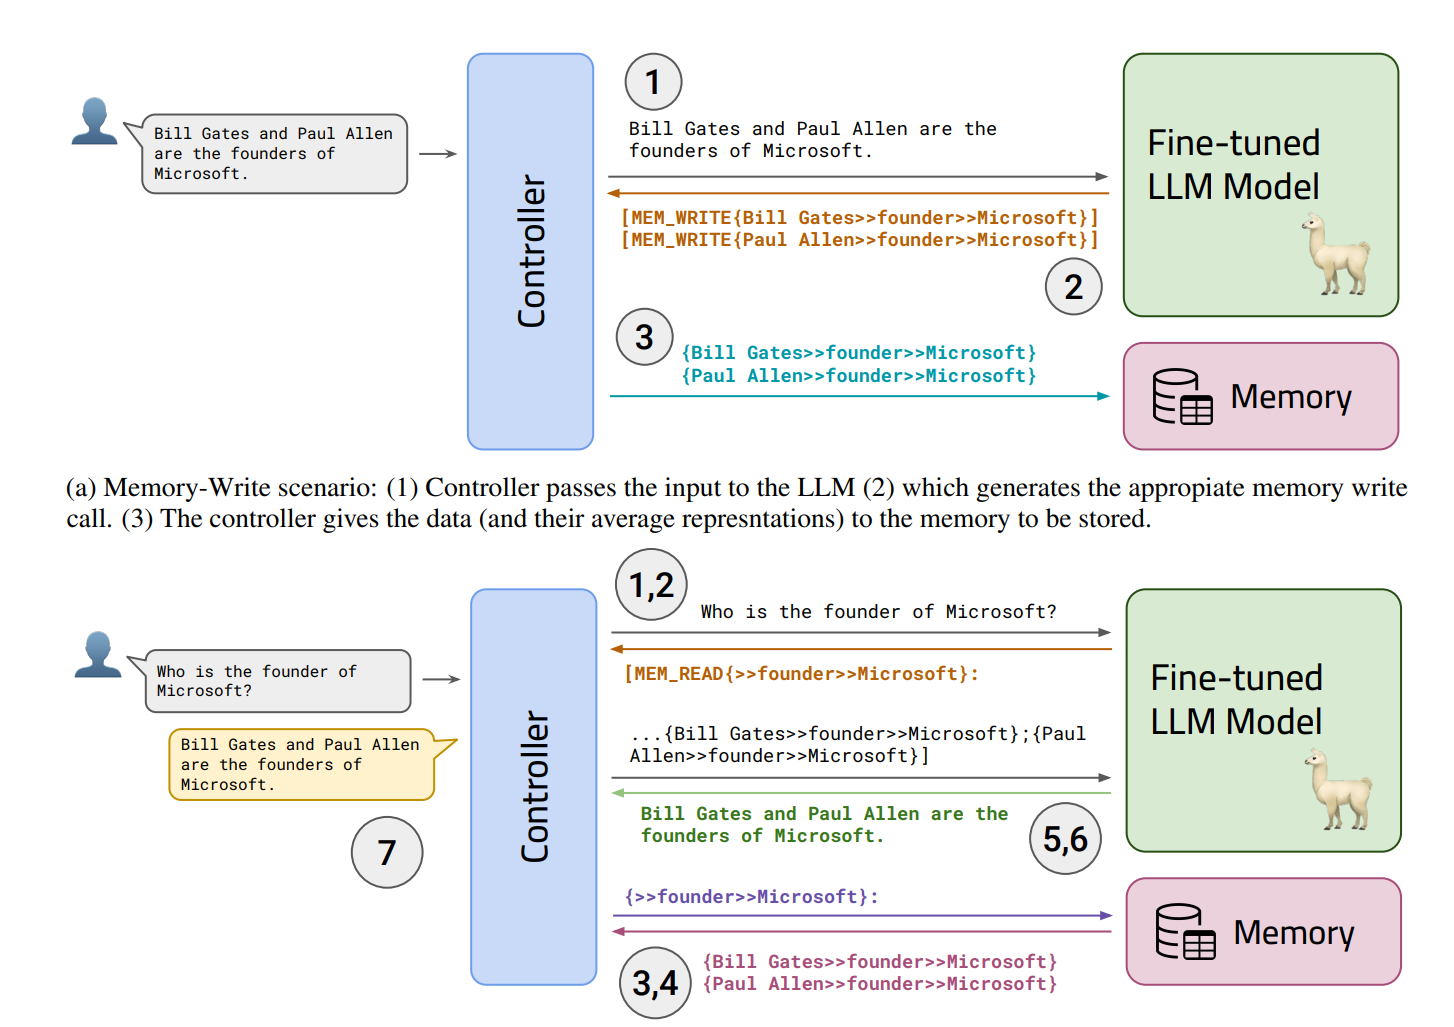 1
Bill Gates and Paul Allen
are the founders of
Microsoft.
Controller
Bill Gates and Paul Allen are the
founders of Microsoft.
[MEM_WRITE{Bill Gates>>founder>>Microsoft}]
[MEM_WRITE{Paul Allen>>founder>>Microsoft}]
2
3
{Bill Gates>>founder>>Microsoft}
{Paul Allen>>founder>>Microsoft}
Fine-tuned
LLM Model
Memory
(a) Memory-Write scenario: (1) Controller passes the input to the LLM (2) which generates the appropiate memory write
call. (3) The controller gives the data (and their average represntations) to the memory to be stored.
1,2
Who is the founder of
Microsoft?
Bill Gates and Paul Allen
are the founders of
Microsoft.
7
Controller
Who is the founder of Microsoft?
[MEM_READ{>>founder>>Microsoft}:
...{Bill Gates>>founder>>Microsoft};{Paul
Allen>>founder>>Microsoft}]
Bill Gates and Paul Allen are the
founders of Microsoft.
5,6
{>>founder>>Microsoft}:
3,4
{Bill Gates>>founder>>Microsoft}
{Paul Allen>>founder>>Microsoft}
Fine-tuned
LLM Model
Memory